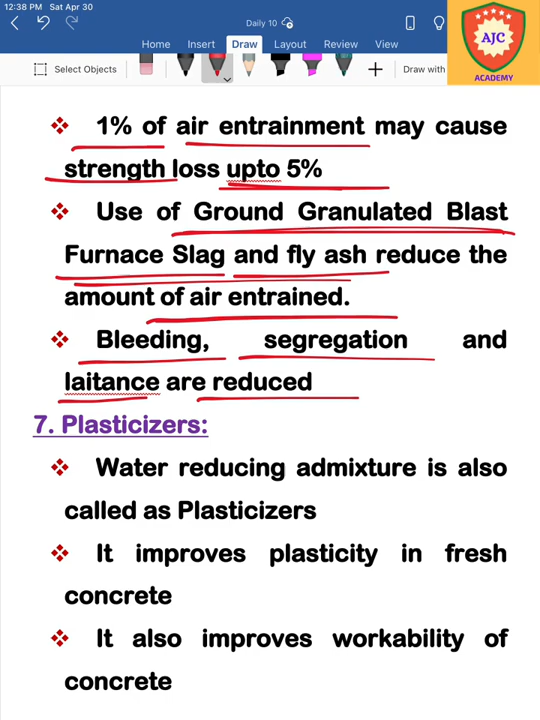 12:38 PM Sat Apr 30
Daily 10
Home Insert Draw Layout Review View
Select Objects Draw with
AJC
ACADEMY
1% of air entrainment may cause
strength loss upto 5%
Use of Ground Granulated Blast
Furnace Slag and fly ash reduce the
amount of air entrained.
Bleeding, segregation and
laitance are reduced
7. Plasticizers:
Water reducing admixture is also
called as Plasticizers
It improves plasticity in fresh
concrete
It also improves workability of
concrete